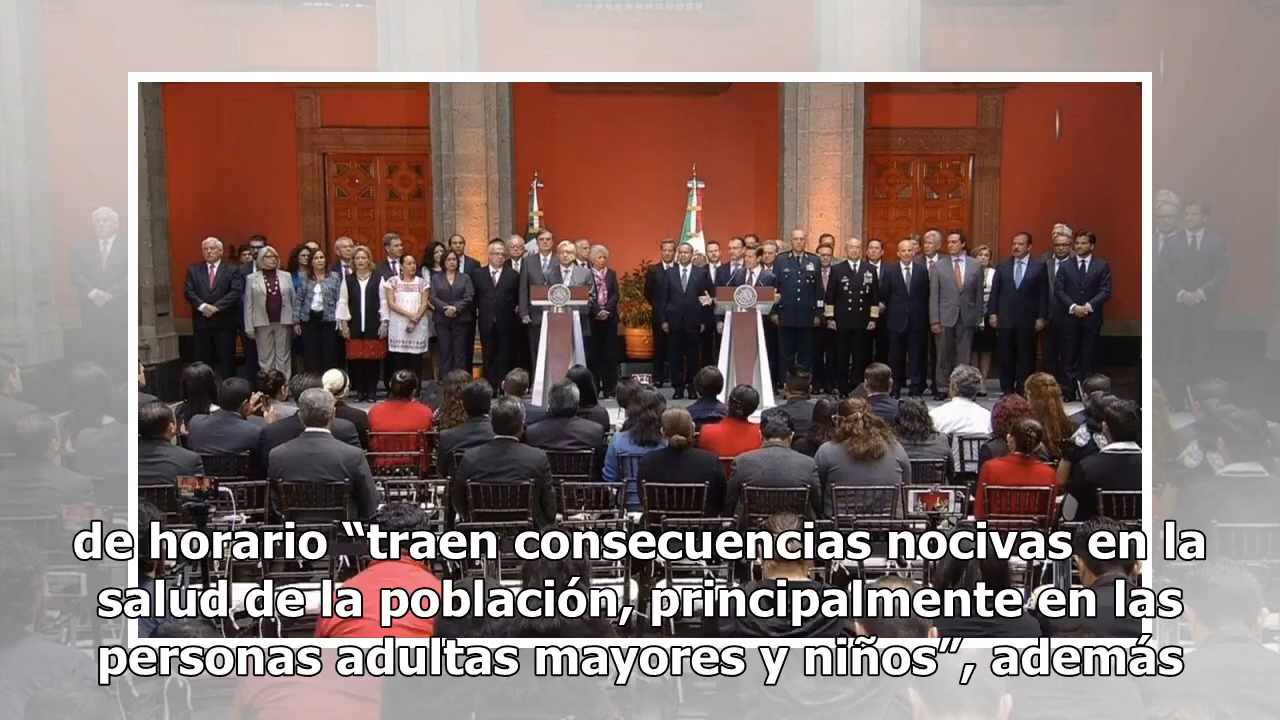 de horario “traen consecuencias nocivas en la
salud de la población, principalmente en las
personas adultas mayores y niños”, además